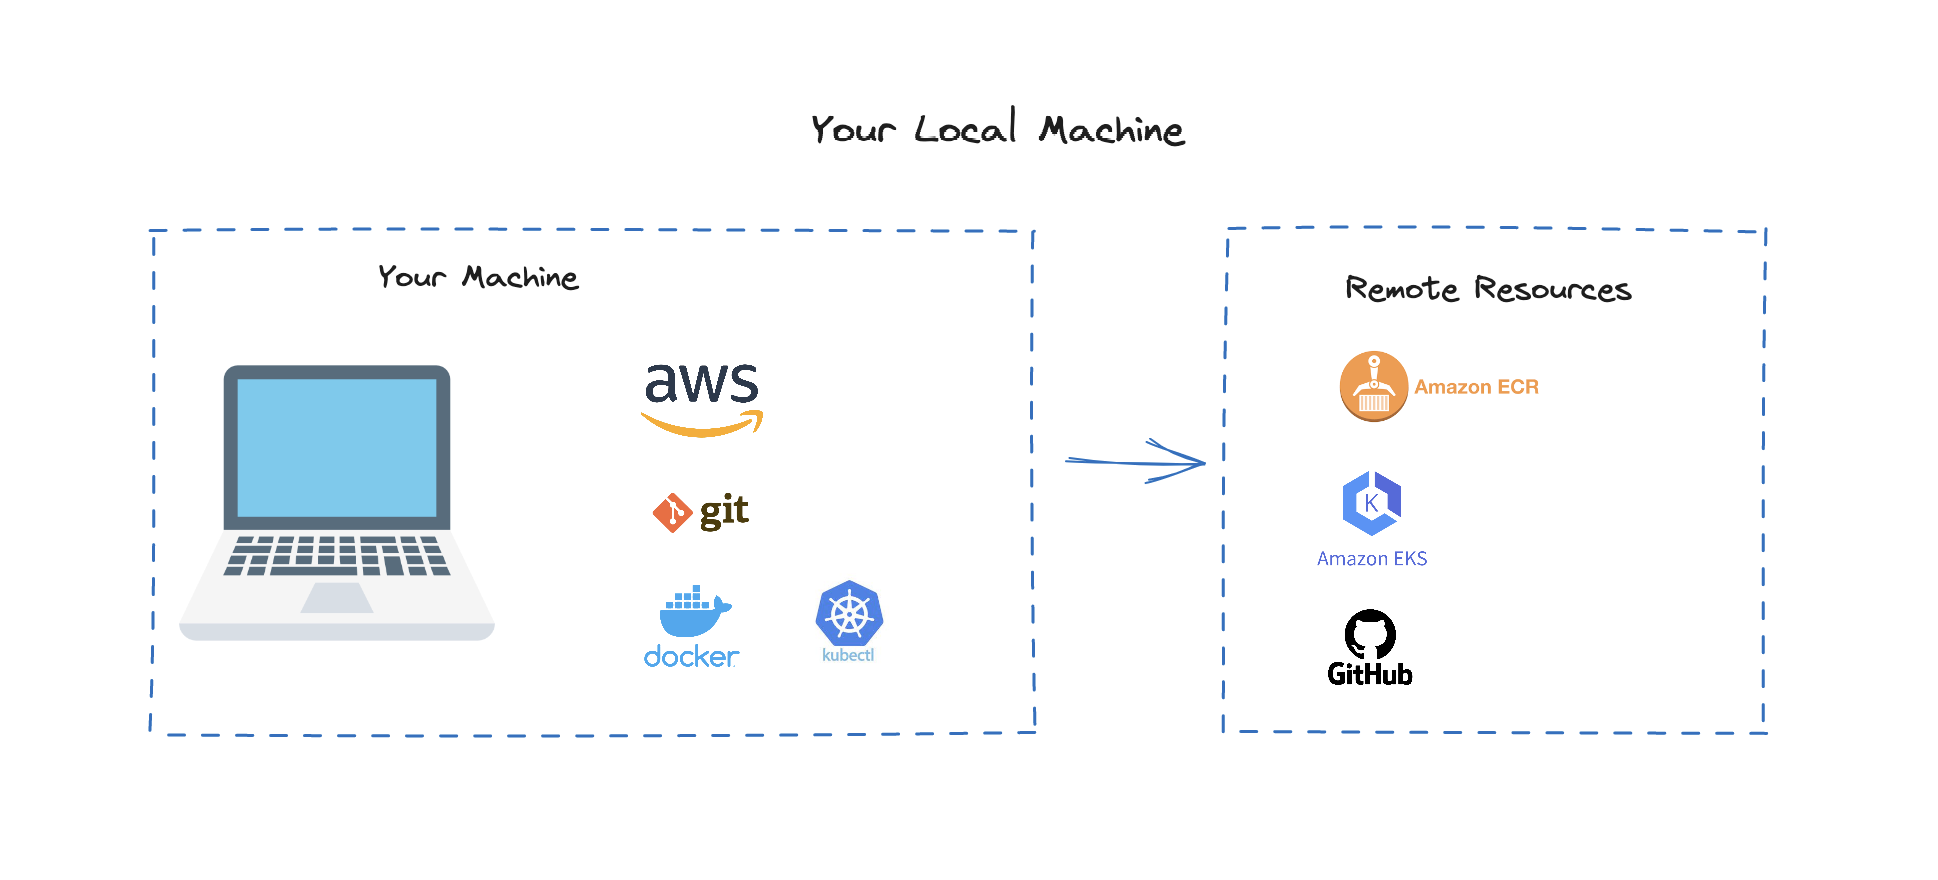 Your Local Machine
Your Machine
aws
git
docker
kubectl
Remote Resources
Amazon ECR
K
Amazon EKS
GitHub